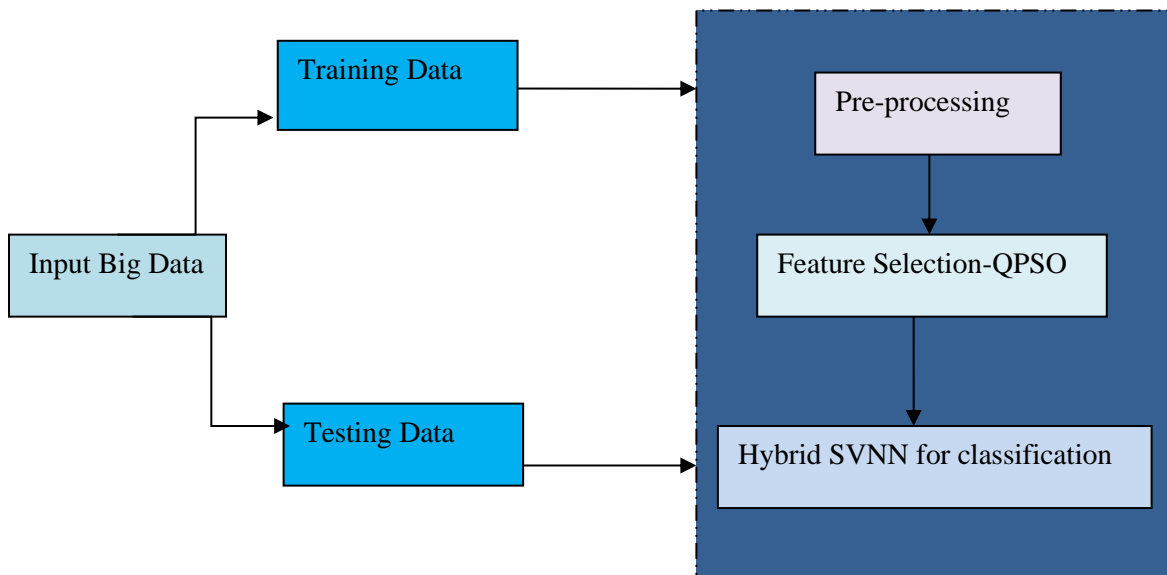 Training Data
Pre-processing
Input Big Data
Feature Selection-QPSO
Testing Data
Hybrid SVNN for classification